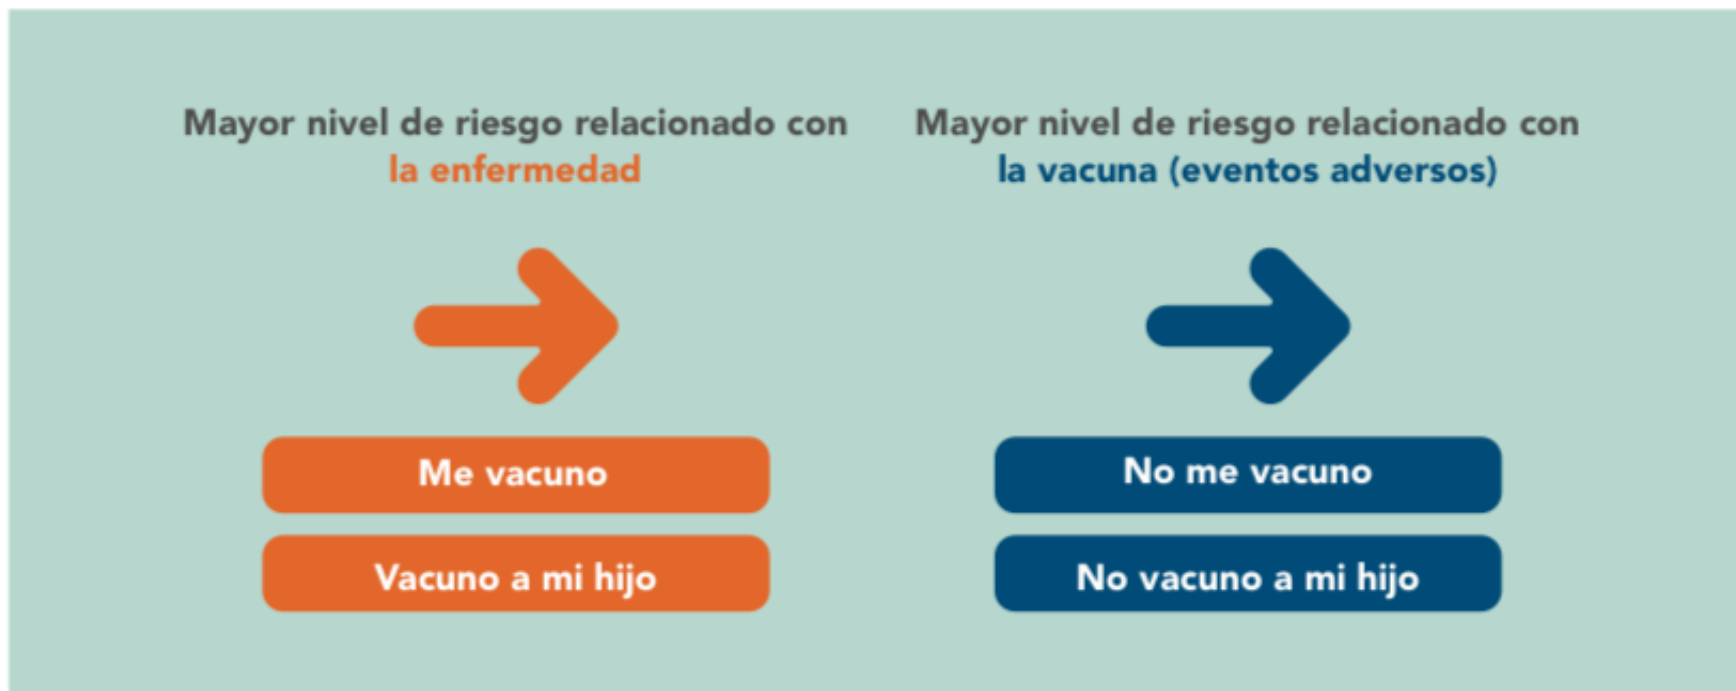 Mayor nivel de riesgo relacionado con
la enfermedad
Me vacuno
Vacuno a mi hijo
Mayor nivel de riesgo relacionado con
la vacuna (eventos adversos)
No me vacuno
No vacuno a mi hijo